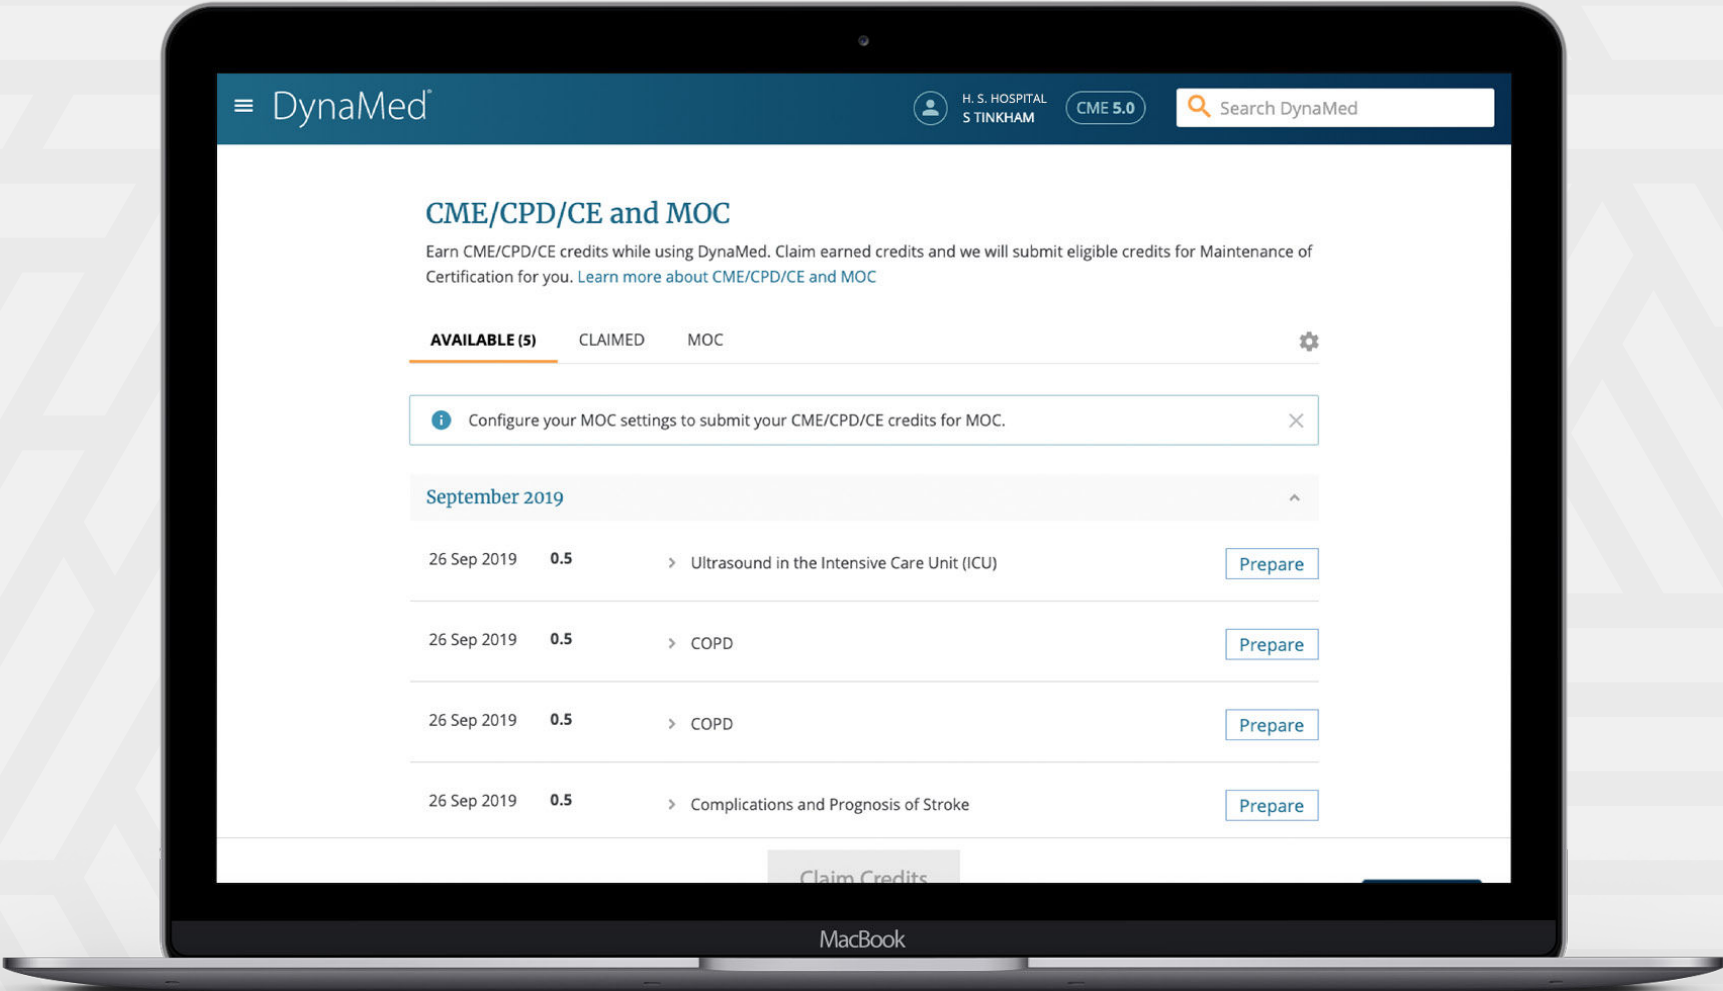 DynaMed
H. S. HOSPITAL
S TINKHAM
CME 5.0
Search DynaMed
CME/CPD/CE and MOC
Earn CME/CPD/CE credits while using DynaMed. Claim earned credits and we will submit eligible credits for Maintenance of
Certification for you. Learn more about CME/CPD/CE and MOC
AVAILABLE (5) CLAIMED MOC
Configure your MOC settings to submit your CME/CPD/CE credits for MOC.
September 2019
26 Sep 2019 0.5 Ultrasound in the Intensive Care Unit (ICU) Prepare
26 Sep 2019 0.5 COPD Prepare
26 Sep 2019 0.5 COPD Prepare
26 Sep 2019 0.5 Complications and Prognosis of Stroke Prepare
Claim Credits
MacBook